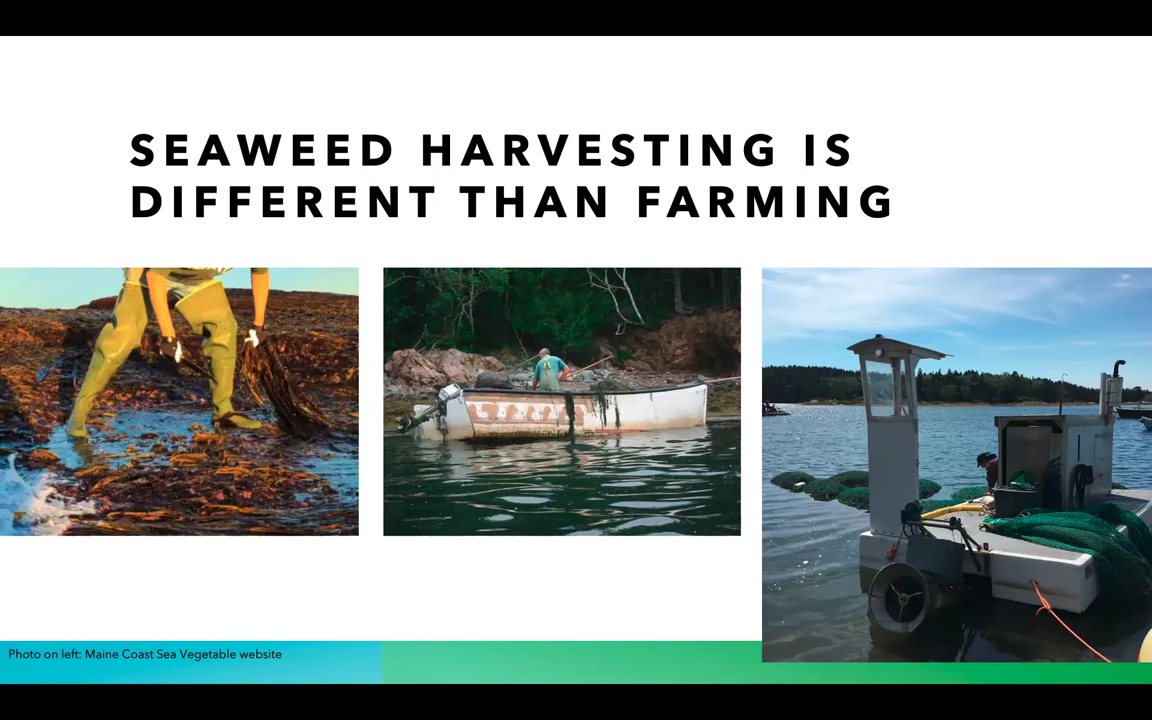 SEAWEED HARVESTING IS
DIFFERENT THAN FARMING
Photo on left: Maine Coast Sea Vegetable website